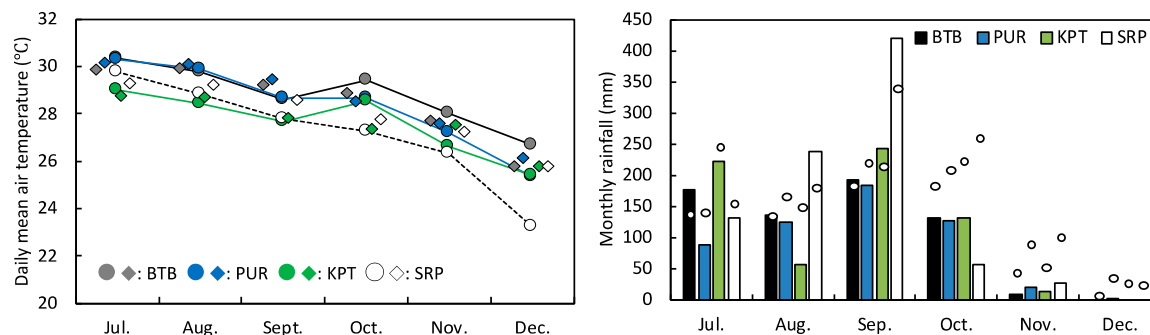 Daily mean air temperature (°C)
32
30
28
26
24
22
20
: BTB : PUR : KPT : SRP
Jul. Aug. Sept. Oct. Nov. Dec.
Monthly rainfall (mm)
450
400
350
300
250
200
150
100
50
0
BTB PUR KPT SRP
Jul. Aug. Sep. Oct. Nov. Dec.